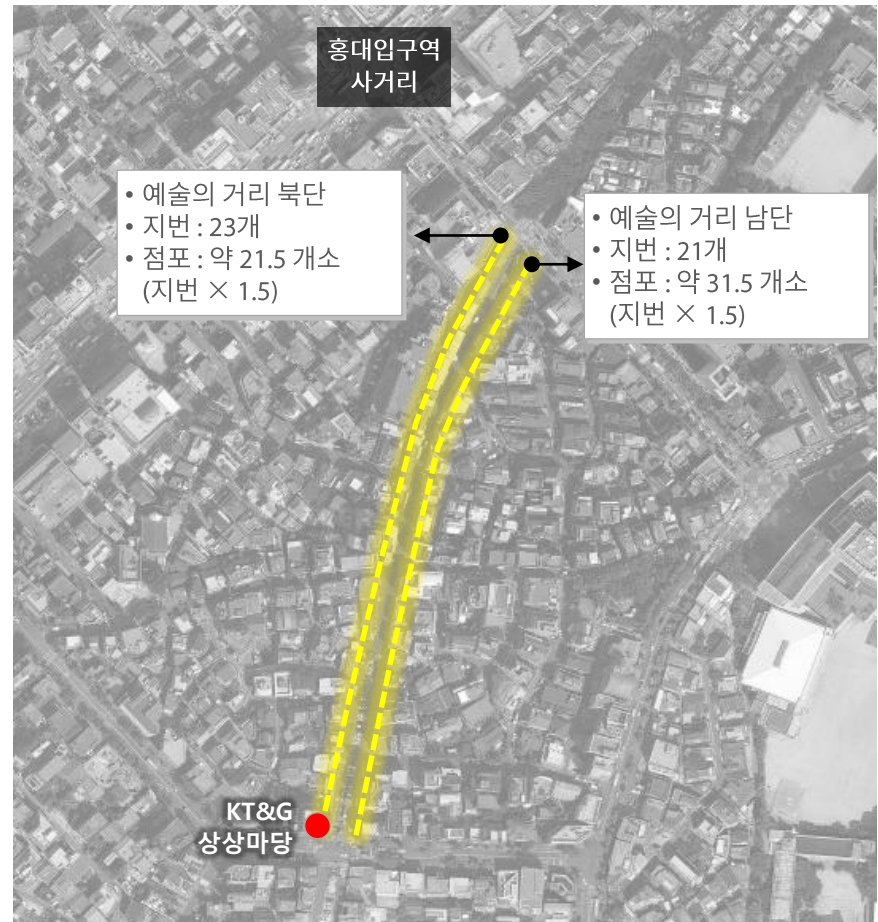 홍대입구역
사거리
• 예술의 거리 북단
• 지번 : 23개
• 점포 : 약 21.5 개소
(지번 × 1.5)
• 예술의 거리 남단
• 지번 : 21개
• 점포 : 약 31.5 개소
(지번 × 1.5)
KT&G
상상마당